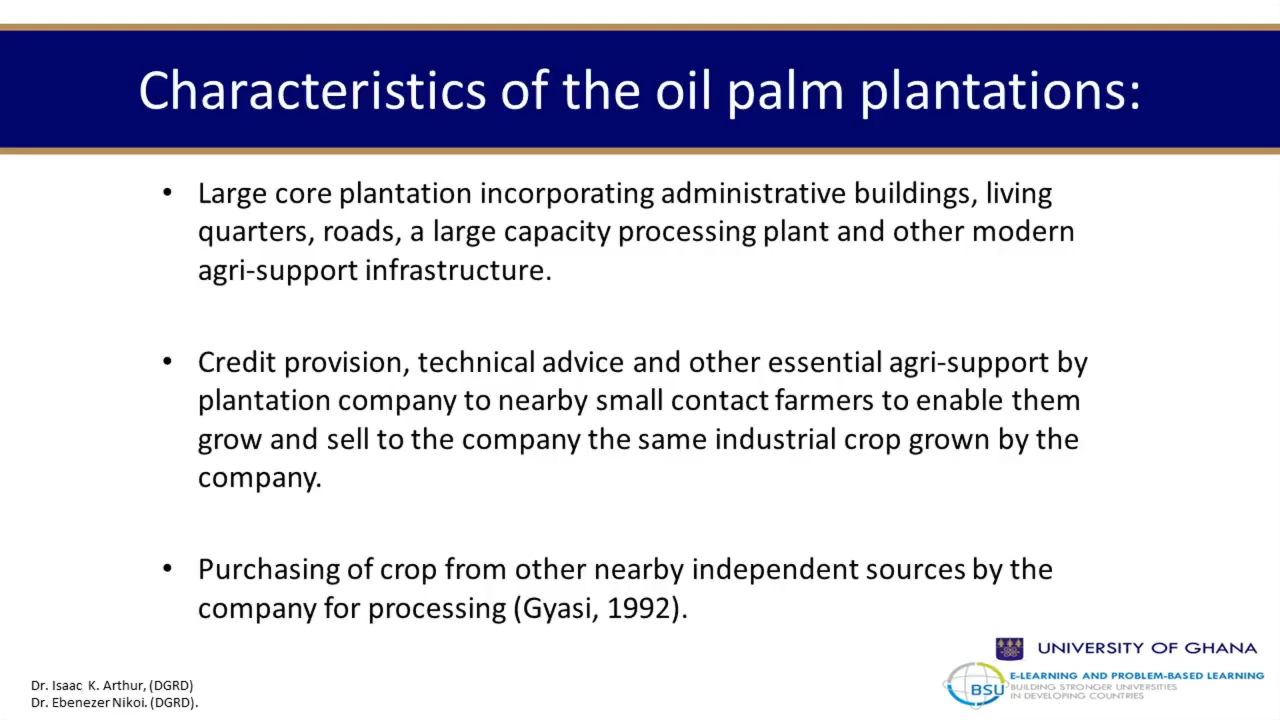 Characteristics of the oil palm plantations:
• Large core plantation incorporating administrative buildings, living
quarters, roads, a large capacity processing plant and other modern
agri-support infrastructure.
• Credit provision, technical advice and other essential agri-support by
plantation company to nearby small contact farmers to enable them
grow and sell to the company the same industrial crop grown by the
company.
• Purchasing of crop from other nearby independent sources by the
company for processing (Gyasi, 1992).
Dr. Isaac K. Arthur, (DGRD)
Dr. Ebenezer Nikoi. (DGRD).
UNIVERSITY OF GHANA
BSU
E-LEARNING AND PROBLEM-BASED LEARNING
BUILDING STRONGER UNIVERSITIES
IN DEVELOPING COUNTRIES